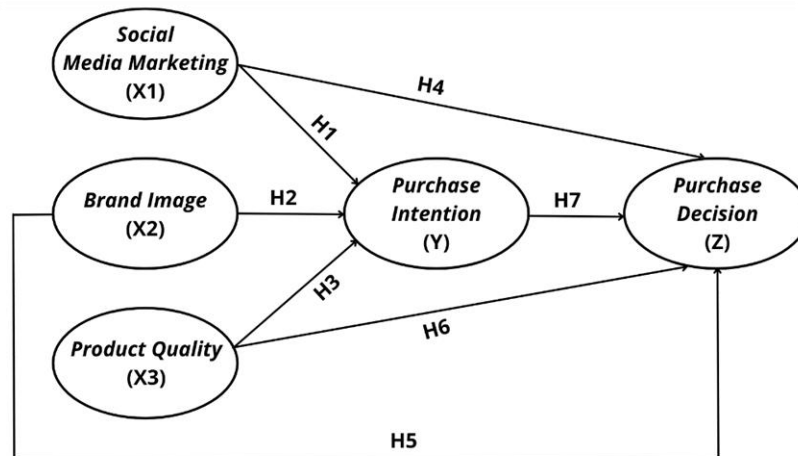 Social
Media Marketing
(X1)
H4
H1
Brand Image
(X2)
H2
Purchase
Intention
(Y)
H7
Purchase
Decision
(Z)
H3
Product Quality
(X3)
H6
H5